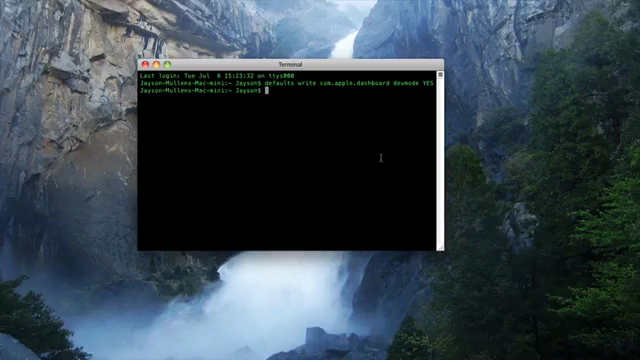 Terminal
Last login: Tue Jul  6 15:23:32 on ttys000
Jayson-Mullens-Mac-mini:~ Jayson$ defaults write com.apple.dashboard devmode YES
Jayson-Mullens-Mac-mini:~ Jayson$